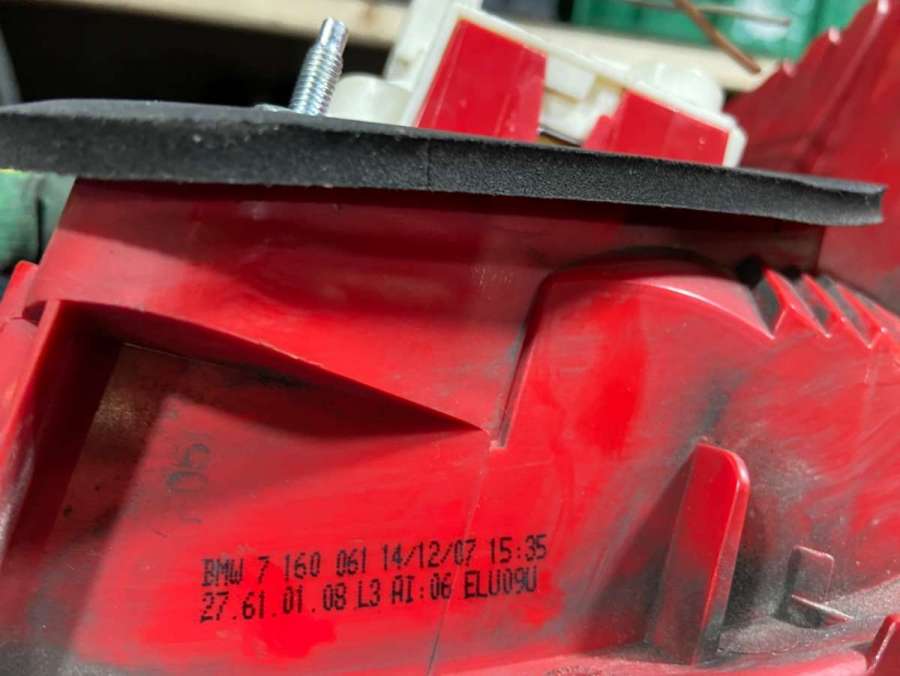 BMW 7 160 061 14/12/07 15:35
27.61.01.08 L3 AI:06 ELU09U